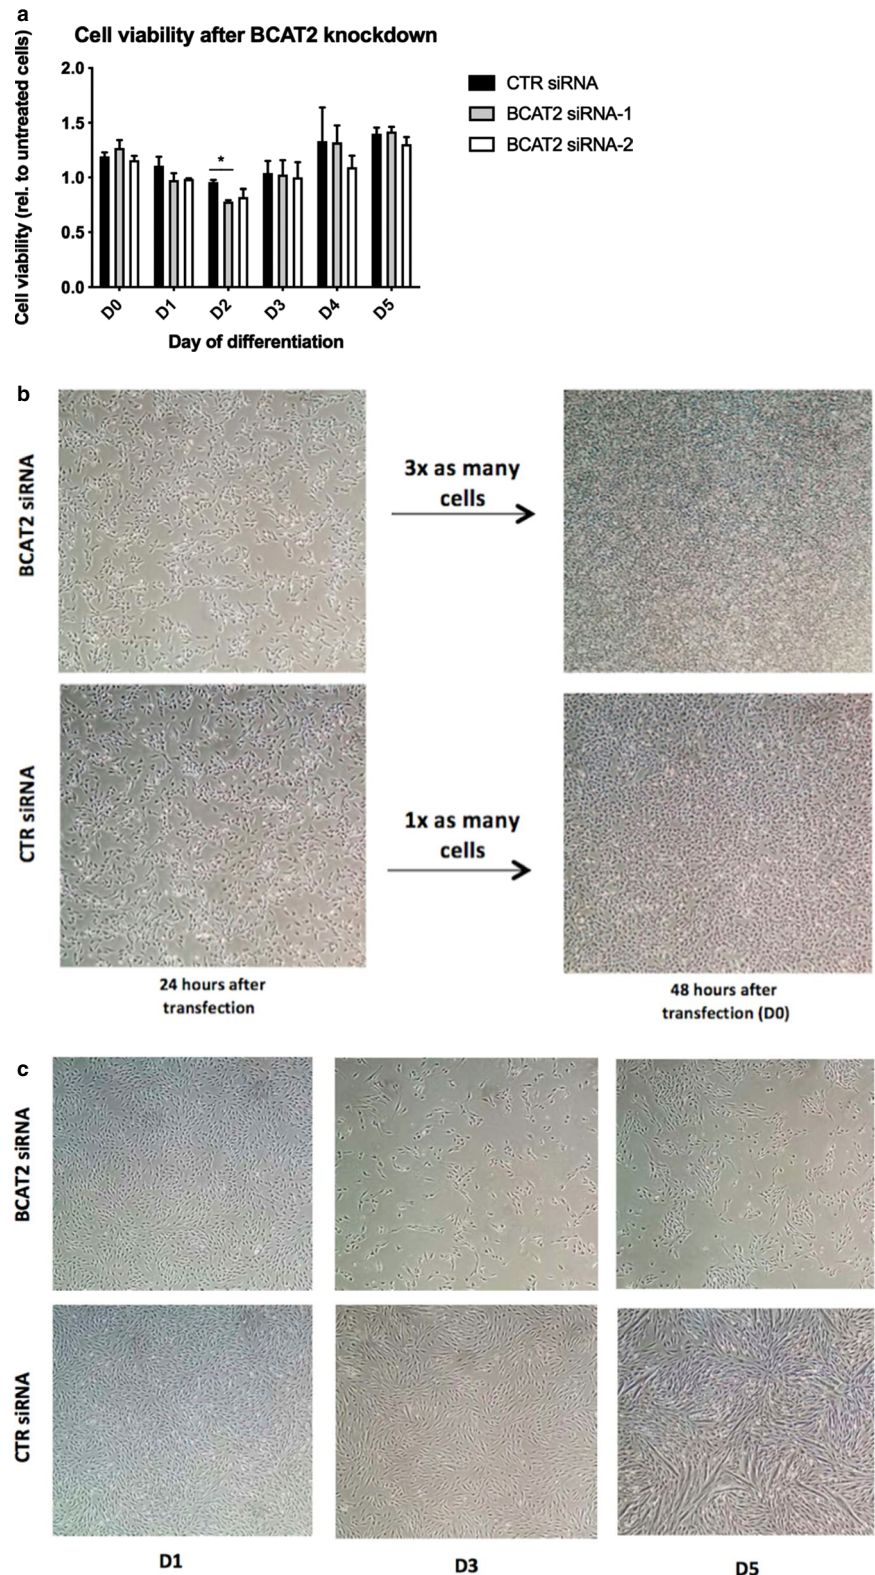 a
Cell viability after BCAT2 knockdown
Cell viability (rel. to untreated cells)
2.0
1.5
1.0
0.5
0.0
*
D0
D1
D2
D3
D4
D5
Day of differentiation
CTR siRNA
BCAT2 siRNA-1
BCAT2 siRNA-2
b
BCAT2 siRNA
3x as many
cells
CTR siRNA
1x as many
cells
24 hours after
transfection
48 hours after
transfection (D0)
c
BCAT2 siRNA
CTR siRNA
D1
D3
D5